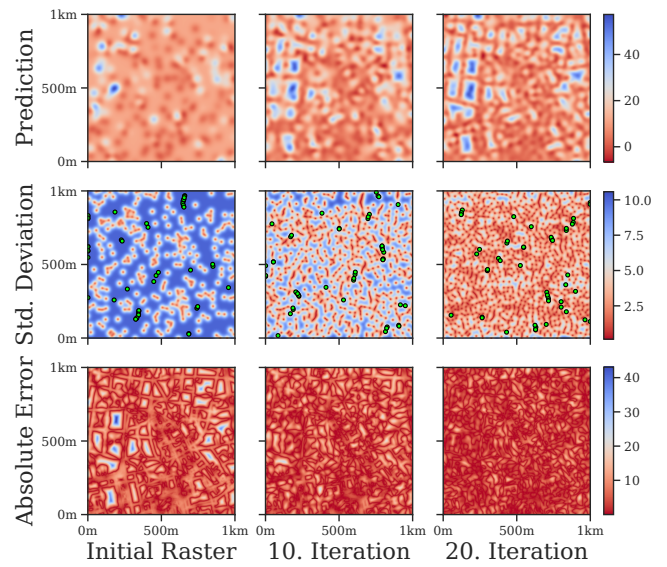 Prediction
1km
500m
0m
40
20
0
Std. Deviation
1km
500m
0m
10.0
7.5
5.0
2.5
Absolute Error
1km
500m
0m
40
30
20
10
0m 500m 1km 0m 500m 1km 0m 500m 1km
Initial Raster 10. Iteration 20. Iteration